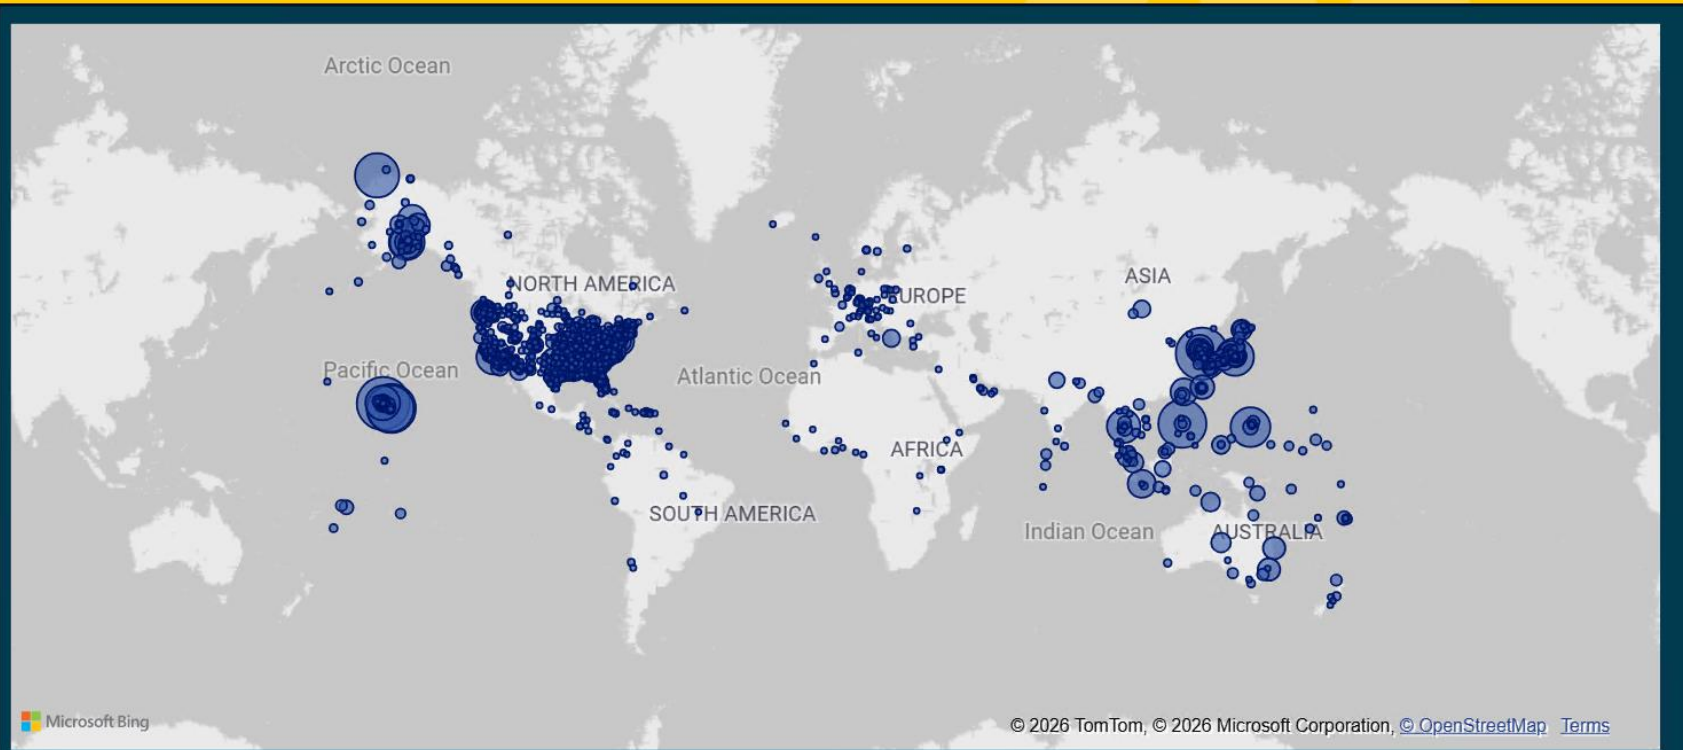 Arctic Ocean
NORTH AMERICA
EUROPE
ASIA
Pacific Ocean
Atlantic Ocean
AFRICA
SOUTH AMERICA
Indian Ocean
AUSTRALIA
Microsoft Bing
© 2026 TomTom, © 2026 Microsoft Corporation, © OpenStreetMap Terms